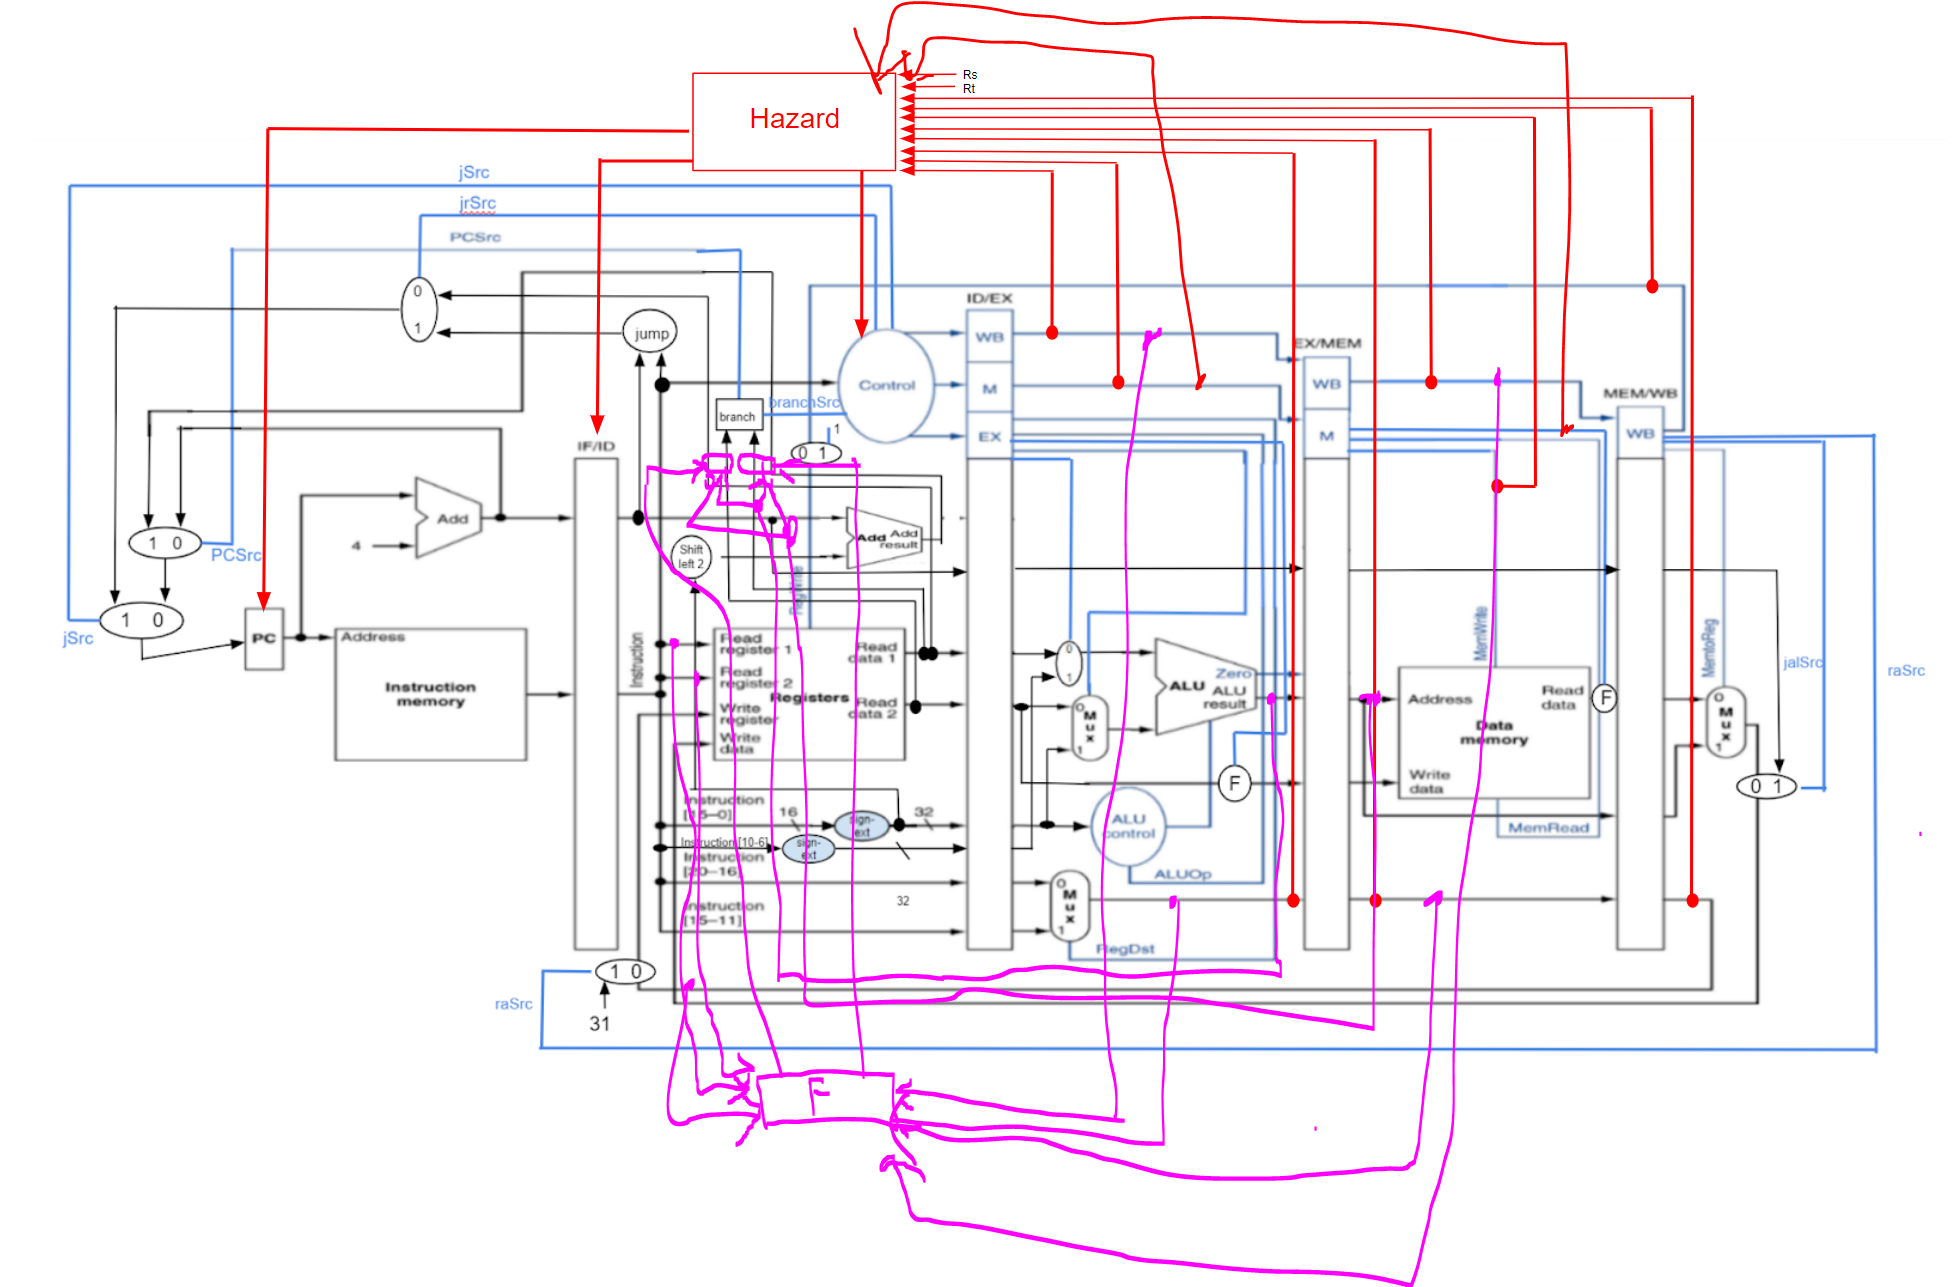 Rs
Rt
Hazard
jSrc
jrSrc
PCSrc
0
1
jump
ID/EX
WB
M
EX
Control
EX/MEM
WB
M
MEM/WB
WB
branch
branchSrc
1
0 1
IF/ID
Add
4
1 0
PCSrc
1 0
jSrc
PC
Address
Instruction
memory
Instruction
Shift
left 2
Add Add
result
RegWrite
Read
register 1
Read
register 2
Write
register
Write
data
Registers
Read
data 1
Read
data 2
0
1
0
M
u
x
1
Zero
ALU
ALU
result
F
MemWrite
Address
Read
data
Data
memory
Write
data
F
MemRead
MemtoReg
0
M
u
x
1
jalSrc
raSrc
0 1
Instruction
[15–0]
16
sign-
ext
32
Instruction [10-6]
sign-
ext
Instruction
[20–16]
32
Instruction
[15–11]
ALU
control
ALUOp
0
M
u
x
1
RegDst
1 0
raSrc
31
F